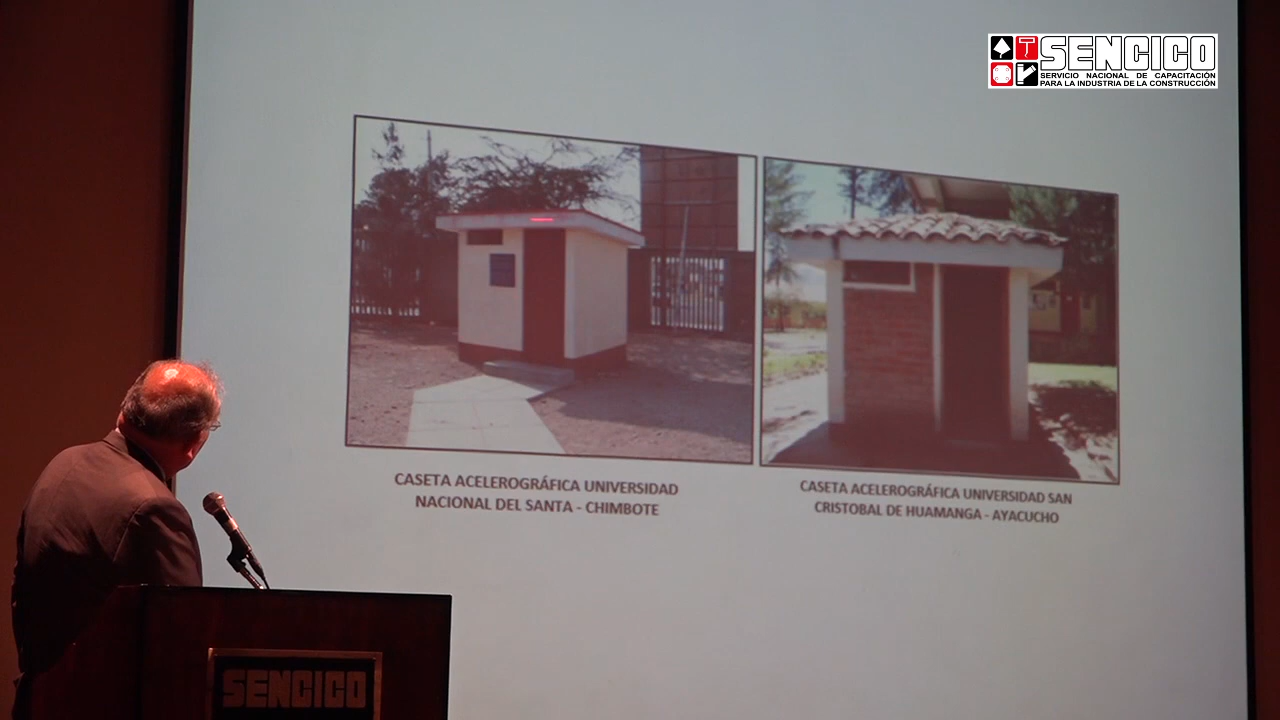 SENCICO
SERVICIO NACIONAL DE CAPACITACIÓN
PARA LA INDUSTRIA DE LA CONSTRUCCIÓN
CASETA ACELEROGRÁFICA UNIVERSIDAD
NACIONAL DEL SANTA - CHIMBOTE
CASETA ACELEROGRÁFICA UNIVERSIDAD SAN
CRISTOBAL DE HUAMANGA - AYACUCHO
SENCICO